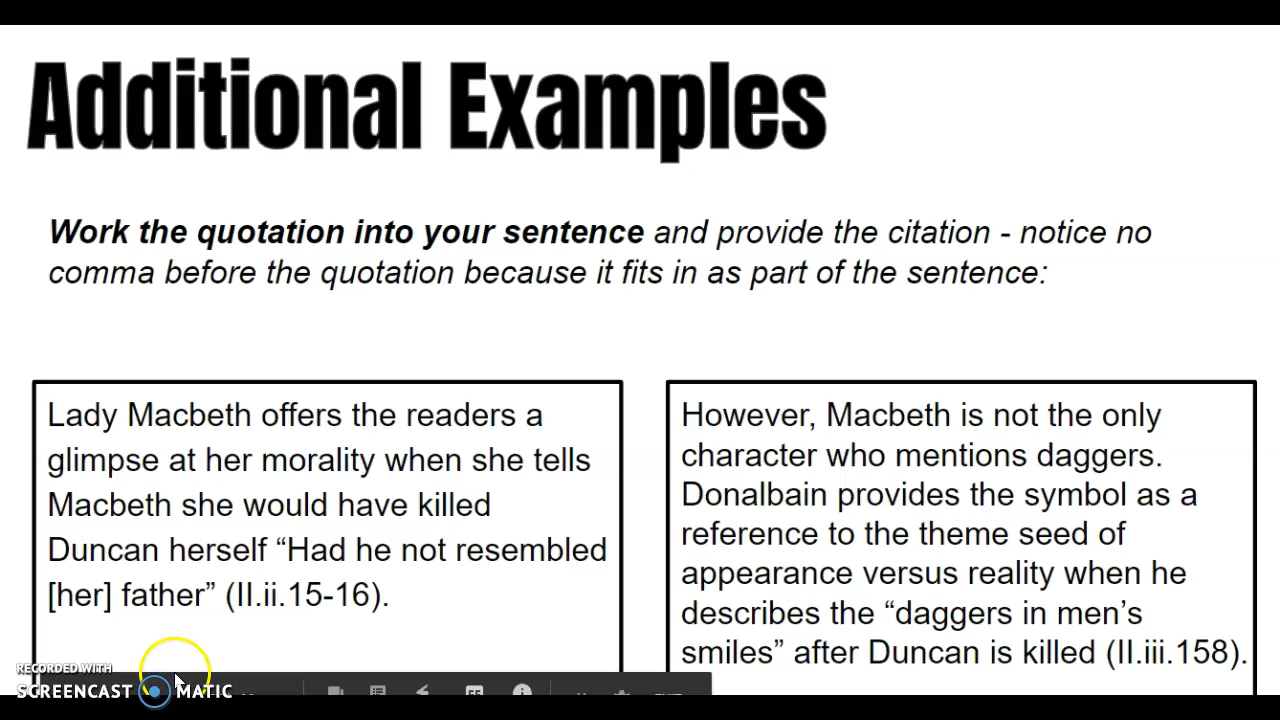 Additional Examples
Work the quotation into your sentence and provide the citation - notice no
comma before the quotation because it fits in as part of the sentence:
Lady Macbeth offers the readers a
glimpse at her morality when she tells
Macbeth she would have killed
Duncan herself “Had he not resembled
[her] father” (II.ii.15-16).
However, Macbeth is not the only
character who mentions daggers.
Donalbain provides the symbol as a
reference to the theme seed of
appearance versus reality when he
describes the “daggers in men’s
smiles” after Duncan is killed (II.iii.158).
RECORDED WITH
SCREENCAST MATIC